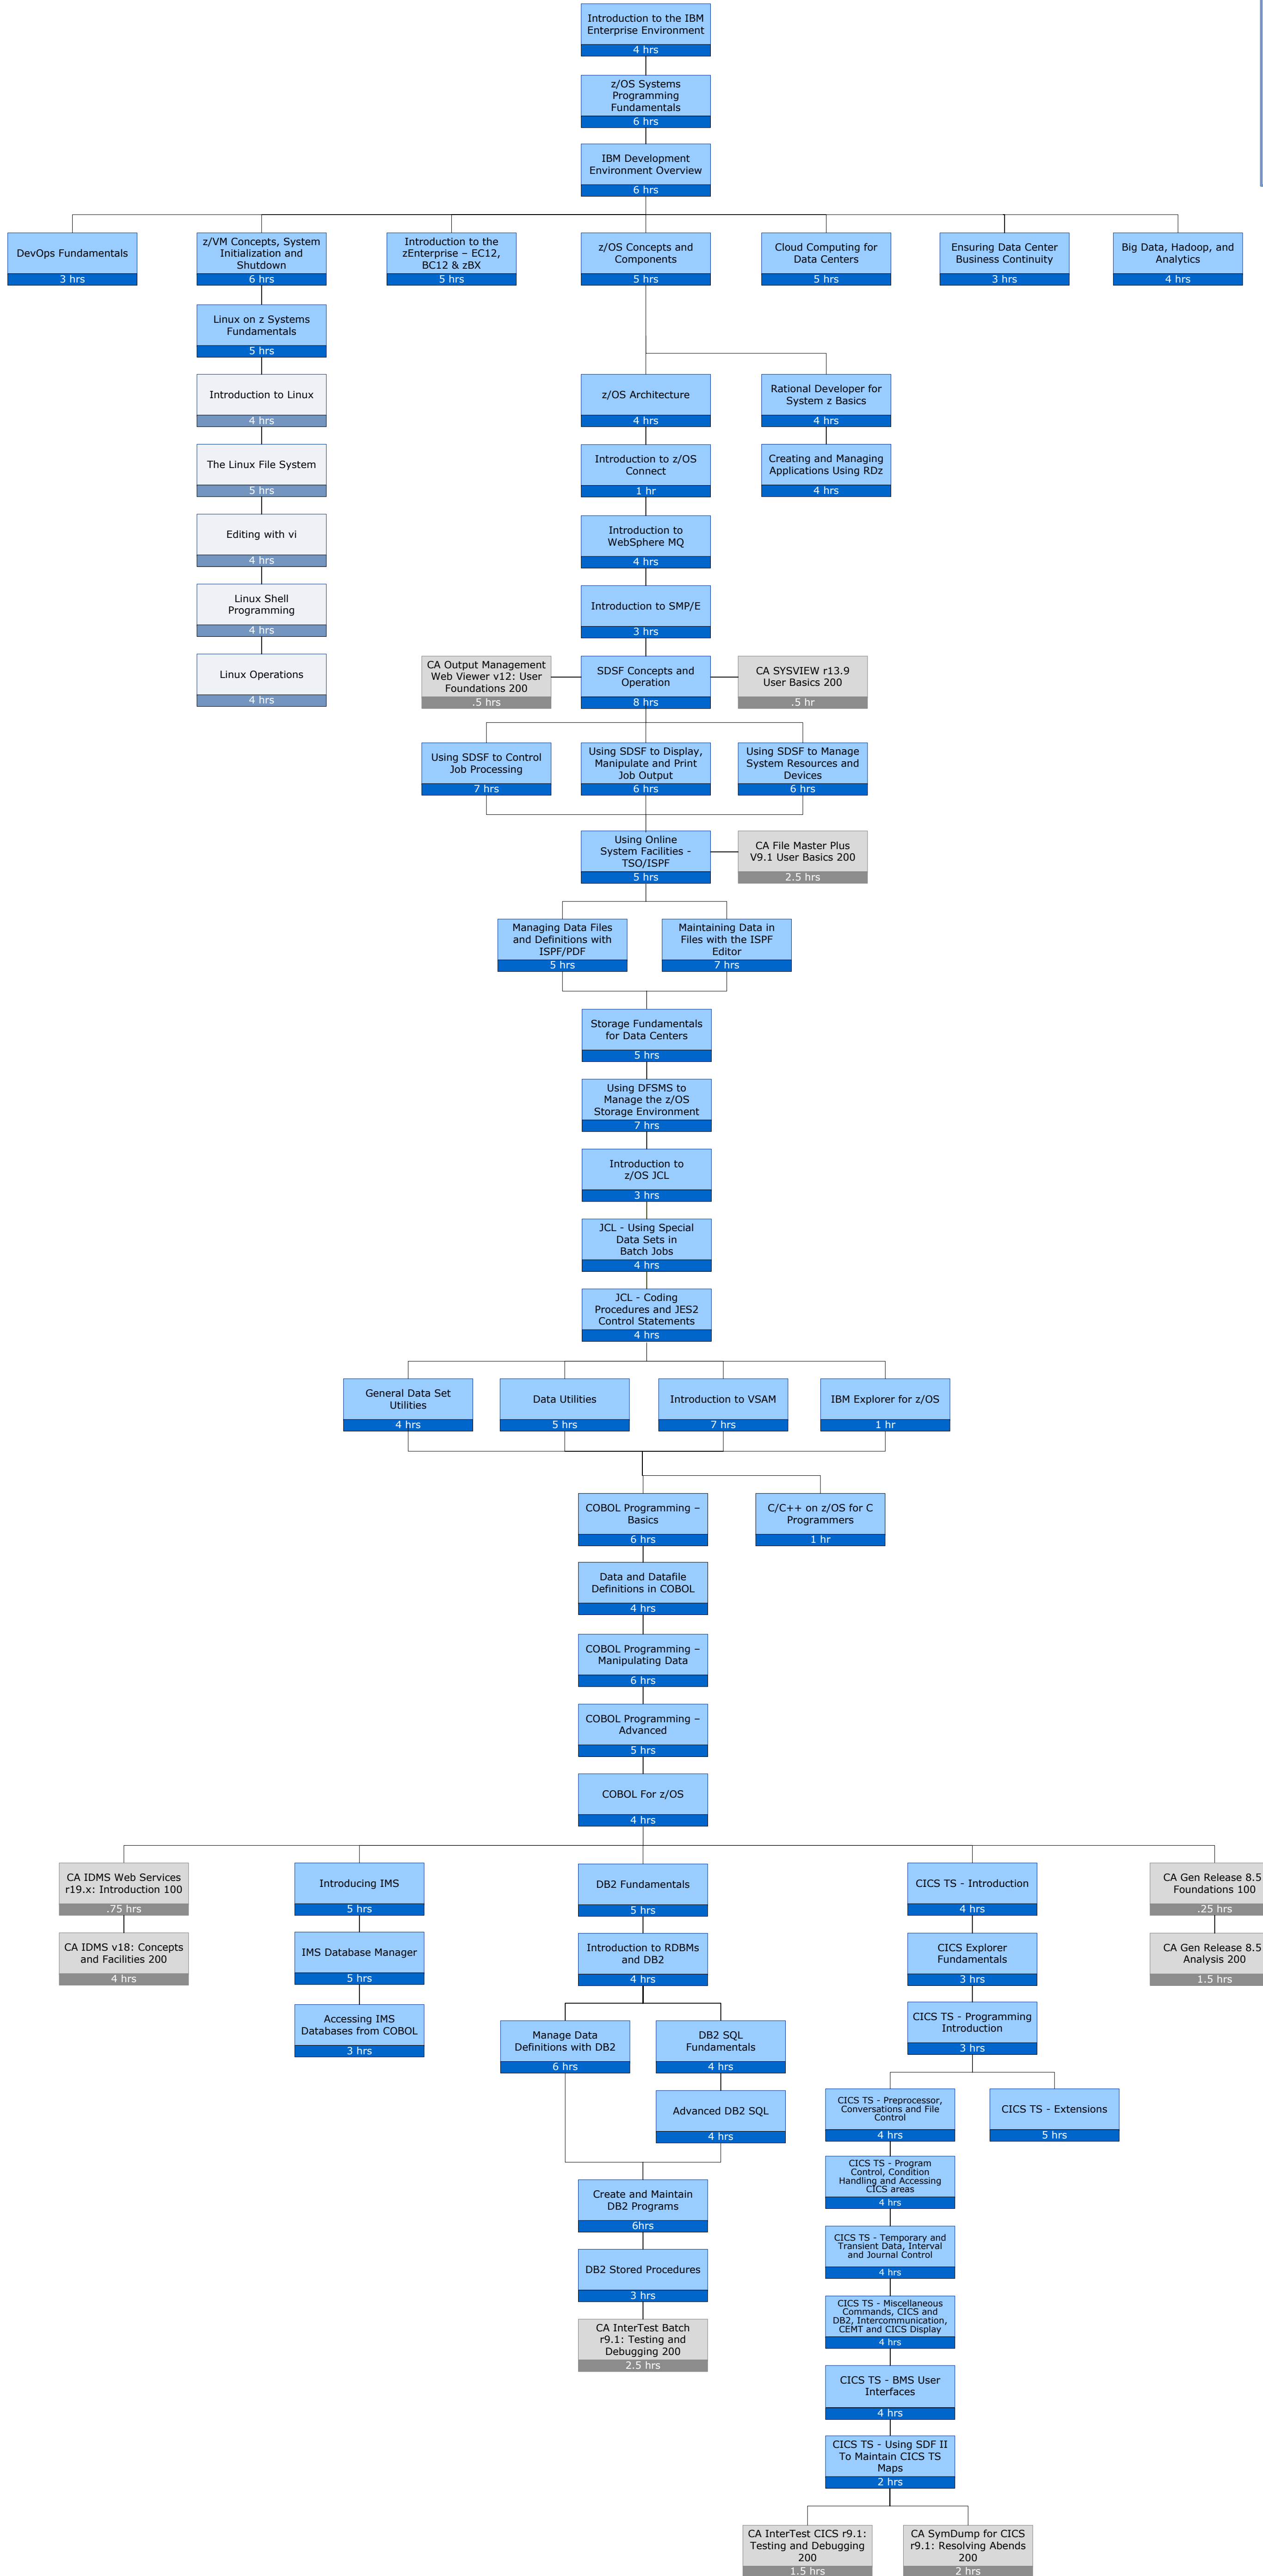 Introduction to the IBM
Enterprise Environment
4 hrs
z/OS Systems
Programming
Fundamentals
6 hrs
IBM Development
Environment Overview
6 hrs
DevOps Fundamentals
3 hrs
z/VM Concepts, System
Initialization and
Shutdown
6 hrs
Introduction to the
zEnterprise – EC12,
BC12 & zBX
5 hrs
z/OS Concepts and
Components
5 hrs
Cloud Computing for
Data Centers
5 hrs
Ensuring Data Center
Business Continuity
3 hrs
Big Data, Hadoop, and
Analytics
4 hrs
Linux on z Systems
Fundamentals
5 hrs
Introduction to Linux
4 hrs
The Linux File System
5 hrs
Editing with vi
4 hrs
Linux Shell
Programming
4 hrs
Linux Operations
4 hrs
z/OS Architecture
4 hrs
Rational Developer for
System z Basics
4 hrs
Introduction to z/OS
Connect
1 hr
Creating and Managing
Applications Using RDz
4 hrs
Introduction to
WebSphere MQ
4 hrs
Introduction to SMP/E
3 hrs
CA Output Management
Web Viewer v12: User
Foundations 200
.5 hrs
SDSF Concepts and
Operation
8 hrs
CA SYSVIEW r13.9
User Basics 200
.5 hr
Using SDSF to Control
Job Processing
7 hrs
Using SDSF to Display,
Manipulate and Print
Job Output
6 hrs
Using SDSF to Manage
System Resources and
Devices
6 hrs
Using Online
System Facilities -
TSO/ISPF
5 hrs
CA File Master Plus
V9.1 User Basics 200
2.5 hrs
Managing Data Files
and Definitions with
ISPF/PDF
5 hrs
Maintaining Data in
Files with the ISPF
Editor
7 hrs
Storage Fundamentals
for Data Centers
5 hrs
Using DFSMS to
Manage the z/OS
Storage Environment
7 hrs
Introduction to
z/OS JCL
3 hrs
JCL - Using Special
Data Sets in
Batch Jobs
4 hrs
JCL - Coding
Procedures and JES2
Control Statements
4 hrs
General Data Set
Utilities
4 hrs
Data Utilities
5 hrs
Introduction to VSAM
7 hrs
IBM Explorer for z/OS
1 hr
COBOL Programming –
Basics
6 hrs
C/C++ on z/OS for C
Programmers
1 hr
Data and Datafile
Definitions in COBOL
4 hrs
COBOL Programming –
Manipulating Data
6 hrs
COBOL Programming –
Advanced
5 hrs
COBOL For z/OS
4 hrs
CA IDMS Web Services
r19.x: Introduction 100
.75 hrs
CA IDMS v18: Concepts
and Facilities 200
4 hrs
Introducing IMS
5 hrs
IMS Database Manager
5 hrs
Accessing IMS
Databases from COBOL
3 hrs
DB2 Fundamentals
5 hrs
Introduction to RDBMs
and DB2
4 hrs
Manage Data
Definitions with DB2
6 hrs
DB2 SQL
Fundamentals
4 hrs
Advanced DB2 SQL
4 hrs
Create and Maintain
DB2 Programs
6hrs
DB2 Stored Procedures
3 hrs
CA InterTest Batch
r9.1: Testing and
Debugging 200
2.5 hrs
CICS TS - Introduction
4 hrs
CICS Explorer
Fundamentals
3 hrs
CICS TS - Programming
Introduction
3 hrs
CICS TS - Preprocessor,
Conversations and File
Control
4 hrs
CICS TS - Extensions
5 hrs
CICS TS - Program
Control, Condition
Handling and Accessing
CICS areas
4 hrs
CICS TS - Temporary and
Transient Data, Interval
and Journal Control
4 hrs
CICS TS - Miscellaneous
Commands, CICS and
DB2, Intercommunication,
CEMT and CICS Display
4 hrs
CICS TS - BMS User
Interfaces
4 hrs
CICS TS - Using SDF II
To Maintain CICS TS
Maps
2 hrs
CA InterTest CICS r9.1:
Testing and Debugging
200
1.5 hrs
CA SymDump for CICS
r9.1: Resolving Abends
200
2 hrs
CA Gen Release 8.5
Foundations 100
.25 hrs
CA Gen Release 8.5
Analysis 200
1.5 hrs